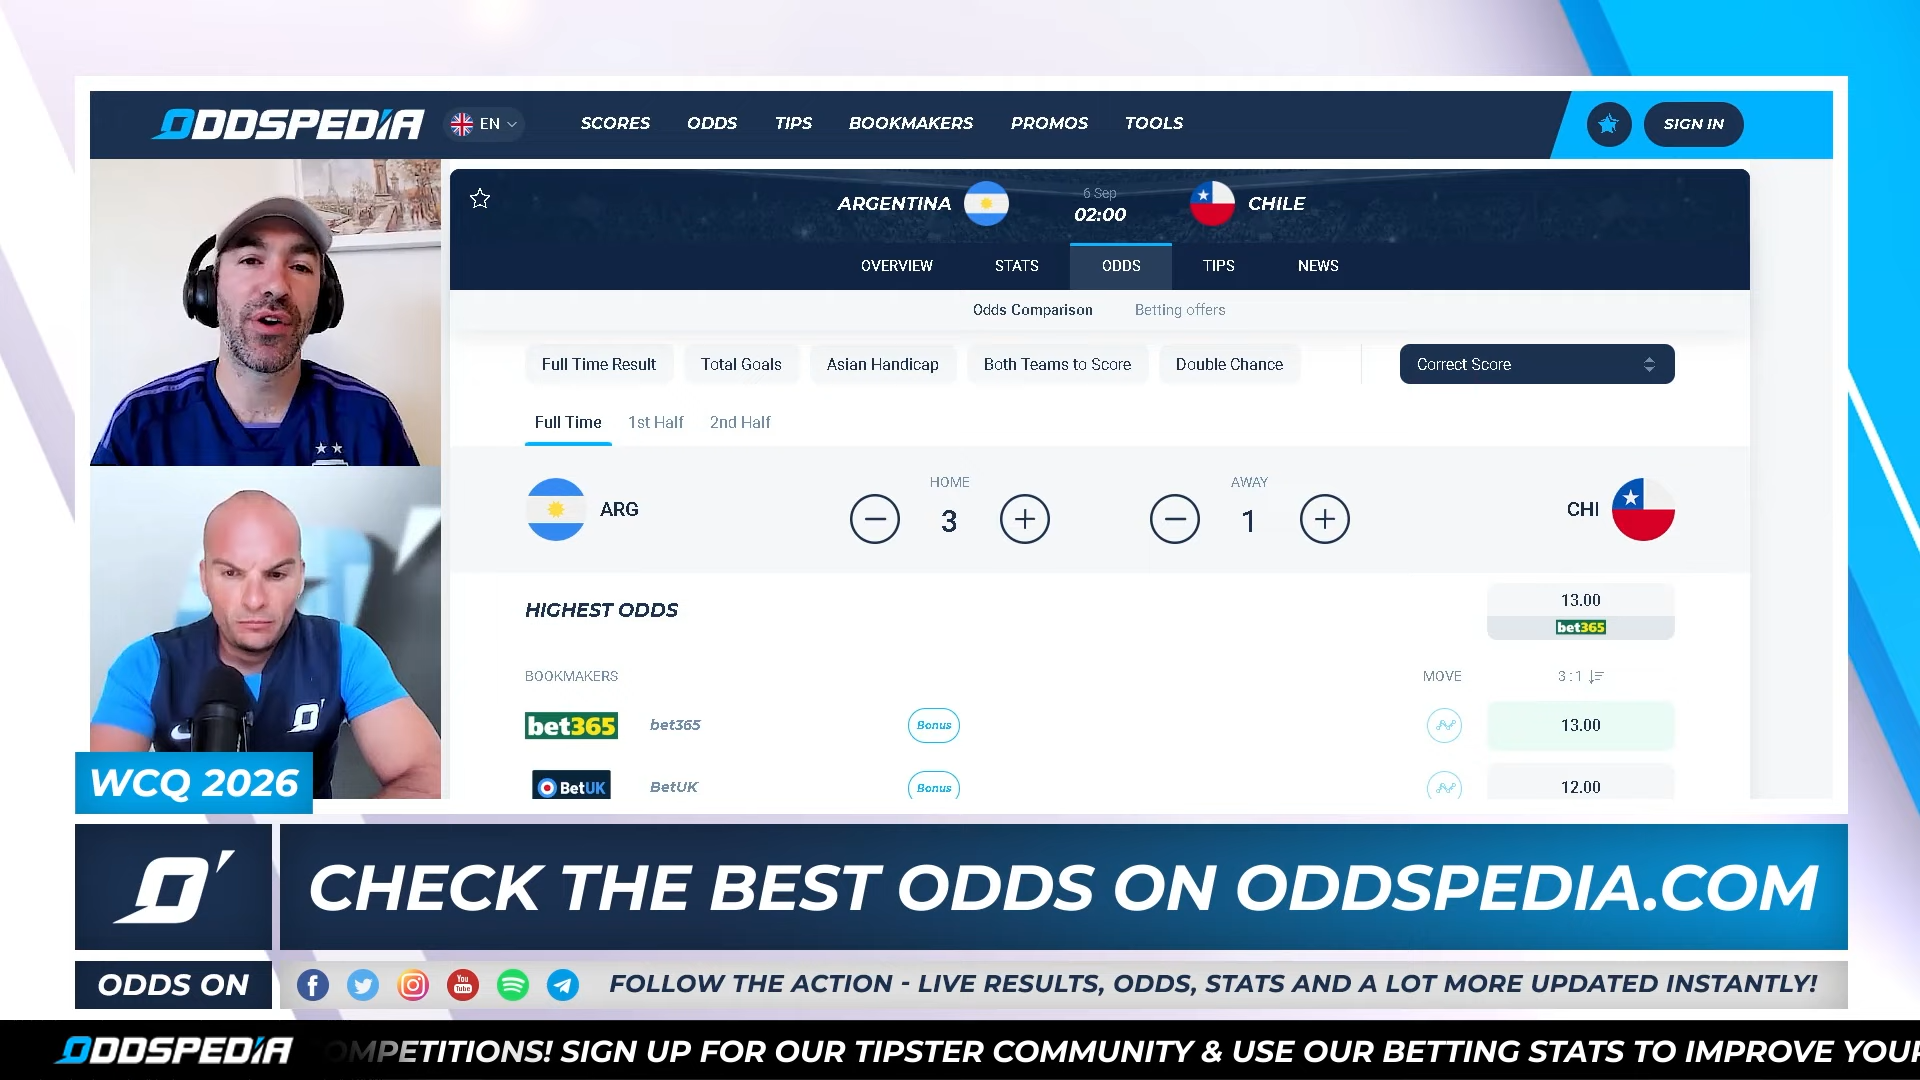 ODDSPEDIA
EN
SCORES ODDS TIPS BOOKMAKERS PROMOS TOOLS
SIGN IN
ARGENTINA
6 Sep
02:00
CHILE
OVERVIEW STATS ODDS TIPS NEWS
Odds Comparison Betting offers
Full Time Result Total Goals Asian Handicap Both Teams to Score Double Chance Correct Score
Full Time 1st Half 2nd Half
HOME AWAY
ARG 3 1 CHI
HIGHEST ODDS
13.00
bet365
BOOKMAKERS MOVE 3 : 1
bet365 bet365 Bonus 13.00
BetUK BetUK Bonus 12.00
WCQ 2026
CHECK THE BEST ODDS ON ODDSPEDIA.COM
ODDS ON
You Tube
FOLLOW THE ACTION - LIVE RESULTS, ODDS, STATS AND A LOT MORE UPDATED INSTANTLY!
ODDSPEDIA
OMPETITIONS! SIGN UP FOR OUR TIPSTER COMMUNITY & USE OUR BETTING STATS TO IMPROVE YOUR